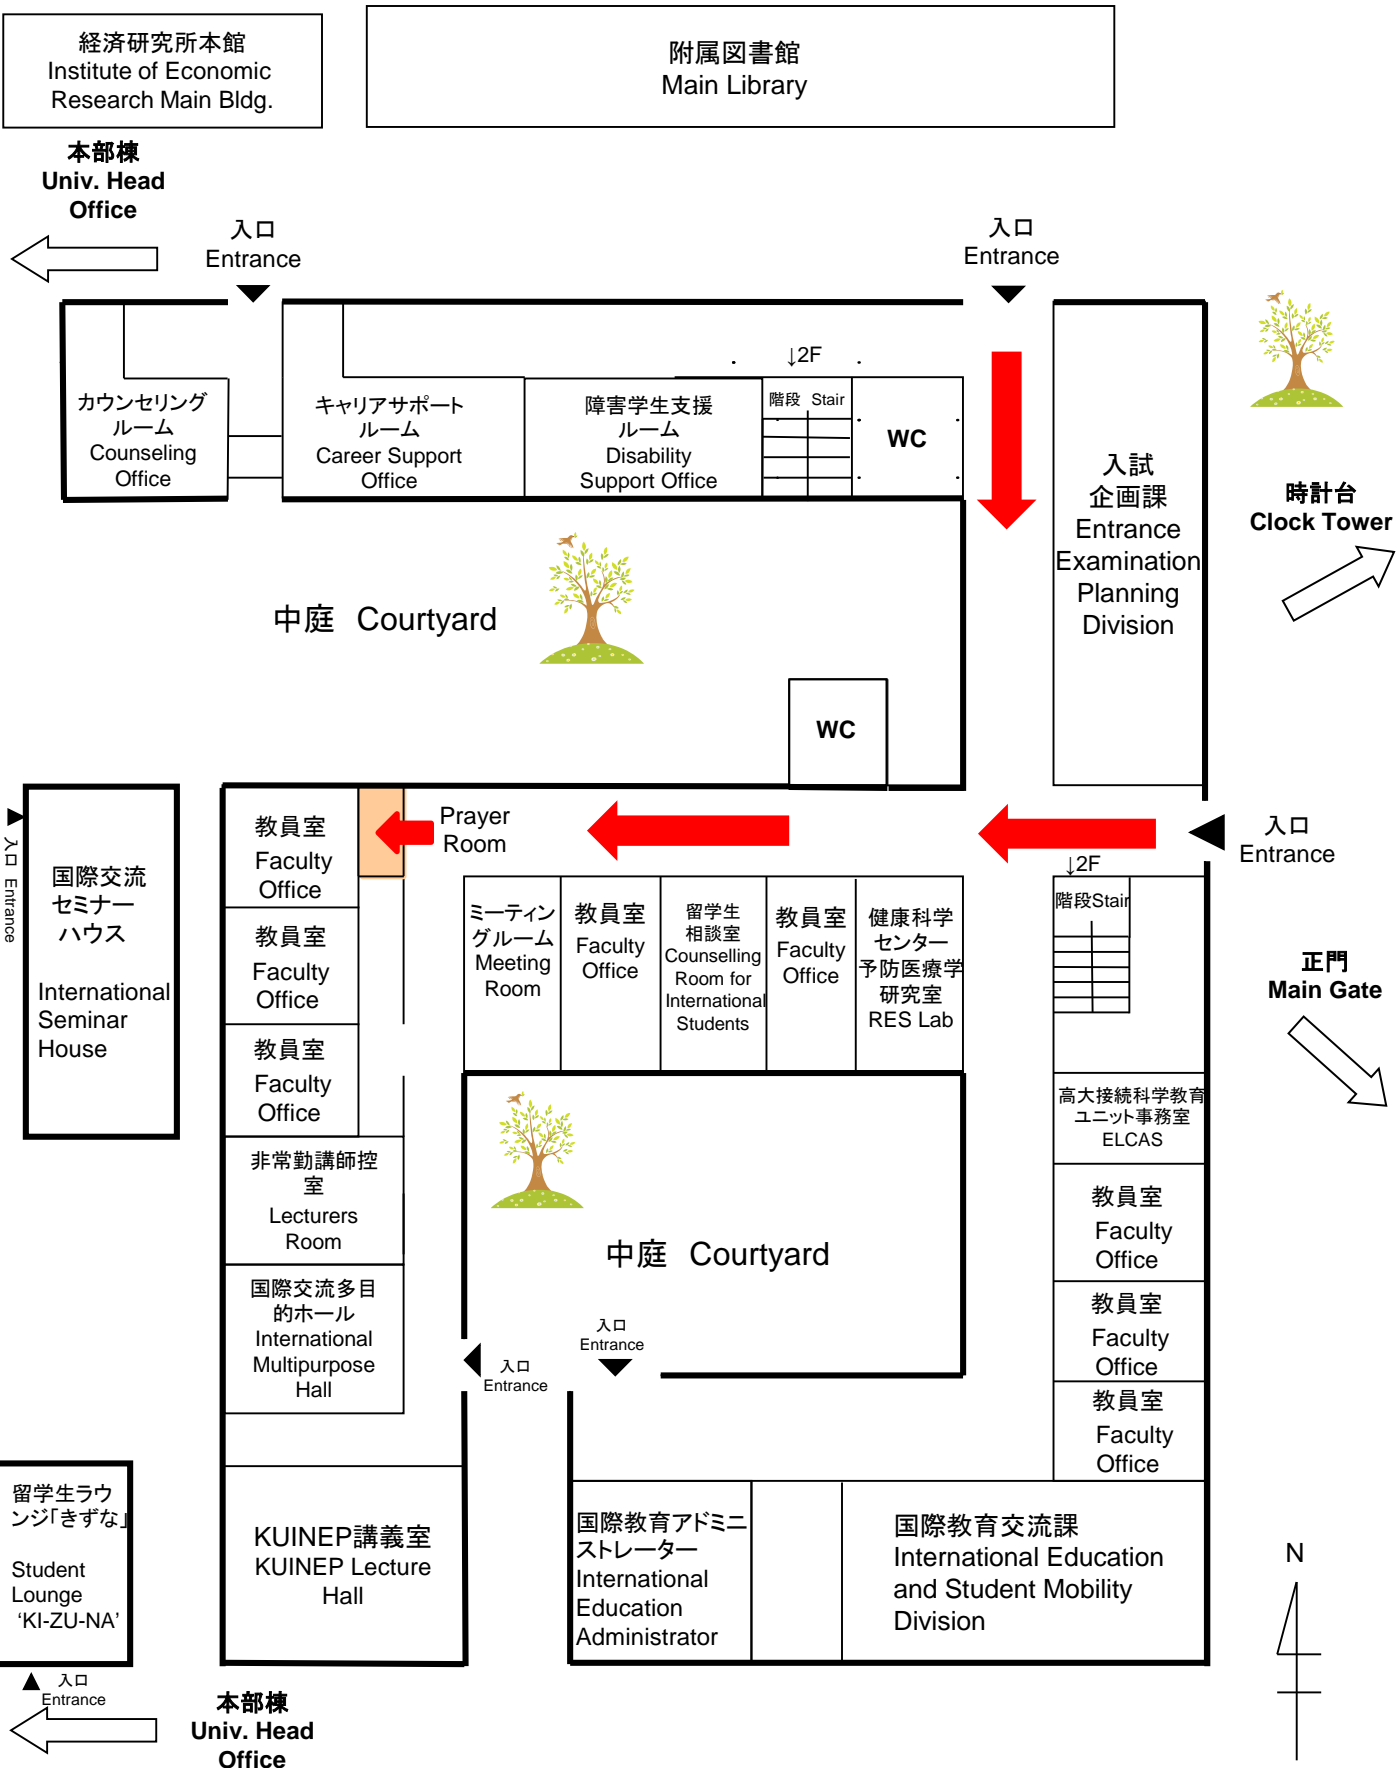 経済研究所本館
Institute of Economic
Research Main Bldg.
附属図書館
Main Library
本部棟
Univ. Head
Office
入口
Entrance
入口
Entrance
↓2F
カウンセリング
ルーム
Counseling
Office
キャリアサポート
ルーム
Career Support
Office
障害学生支援
ルーム
Disability
Support Office
階段 Stair
WC
入試
企画課
Entrance
Examination
Planning
Division
時計台
Clock Tower
中庭 Courtyard
WC
入口 Entrance
国際交流
セミナー
ハウス
International
Seminar
House
教員室
Faculty
Office
Prayer
Room
入口
Entrance
↓2F
階段Stair
教員室
Faculty
Office
教員室
Faculty
Office
ミーティン
グルーム
Meeting
Room
教員室
Faculty
Office
留学生
相談室
Counselling
Room for
International
Students
教員室
Faculty
Office
健康科学
センター
予防医療学
研究室
RES Lab
正門
Main Gate
非常勤講師控
室
Lecturers
Room
国際交流多目
的ホール
International
Multipurpose
Hall
中庭 Courtyard
入口
Entrance
入口
Entrance
高大接続科学教育
ユニット事務室
ELCAS
教員室
Faculty
Office
教員室
Faculty
Office
教員室
Faculty
Office
留学生ラウ
ンジ「きずな」
Student
Lounge
‘KI-ZU-NA’
入口
Entrance
KUINEP講義室
KUINEP Lecture
Hall
国際教育アドミニ
ストレーター
International
Education
Administrator
国際教育交流課
International Education
and Student Mobility
Division
N
本部棟
Univ. Head
Office